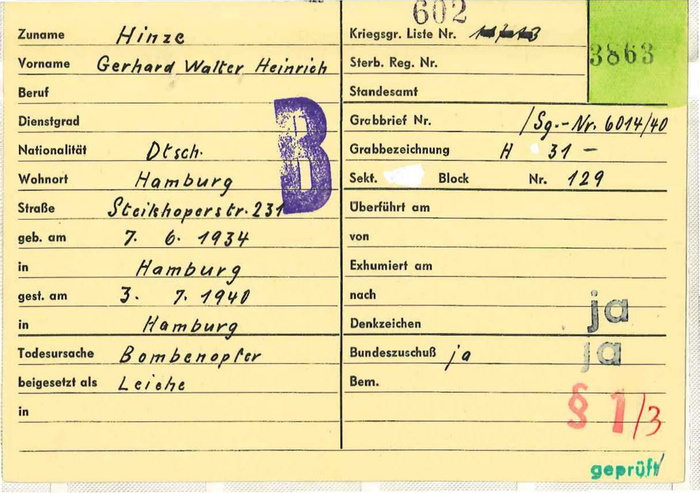 602
Zuname Hinze
Vorname Gerhard Walter Heinrich
Beruf
Dienstgrad
Nationalität Dtsch.
Wohnort Hamburg
Straße Steilshoperstr. 231
geb. am 7. 6. 1934
in Hamburg
gest. am 3. 7. 1940
in Hamburg
Todesursache Bombenopfer
beigesetzt als Leiche
in
B
Kriegsgr. Liste Nr.
3863
Sterb. Reg. Nr.
Standesamt
Grabbrief Nr. /Sg.-Nr. 6014/40
Grabbezeichnung H 31 –
Sekt. Block Nr. 129
Überführt am
von
Exhumiert am
nach
Denkzeichen ja
Bundeszuschuß ja ja
Bem.
§ 1/3
geprüft